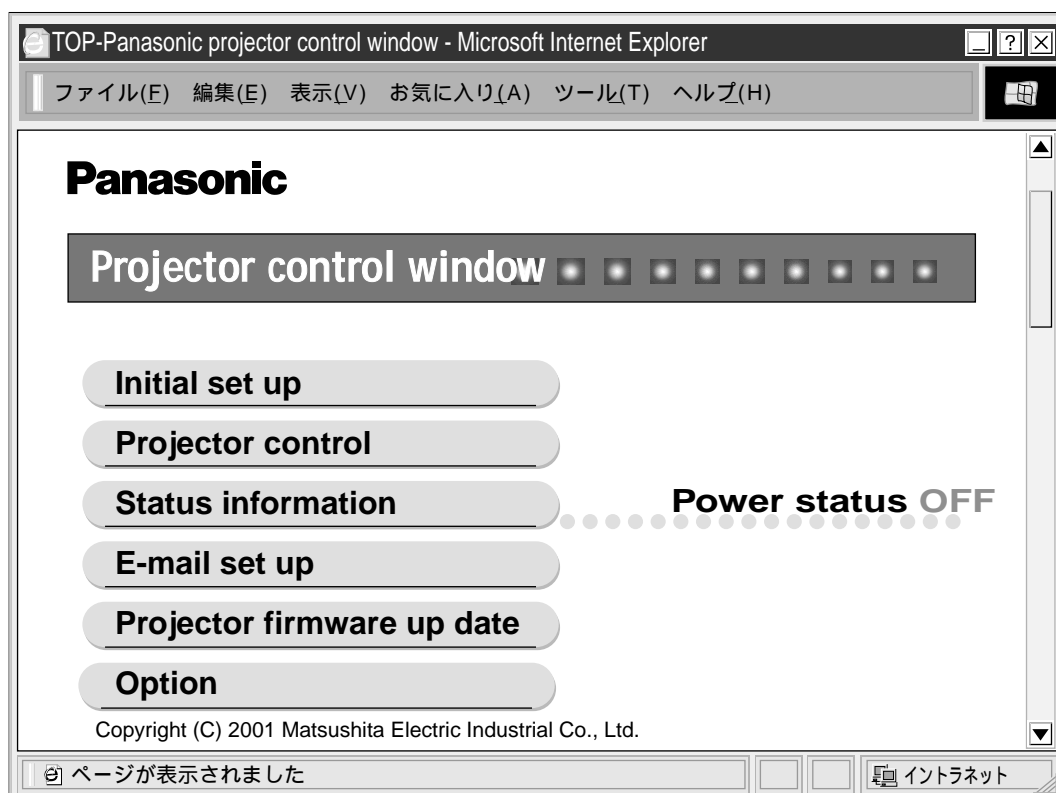 TOP-Panasonic projector control window - Microsoft Internet Explorer
ファイル(F) 編集(E) 表示(V) お気に入り(A) ツール(T) ヘルプ(H)
Panasonic
Projector control window
Initial set up
Projector control
Status information
Power status OFF
E-mail set up
Projector firmware up date
Option
Copyright (C) 2001 Matsushita Electric Industrial Co., Ltd.
ページが表示されました イントラネット